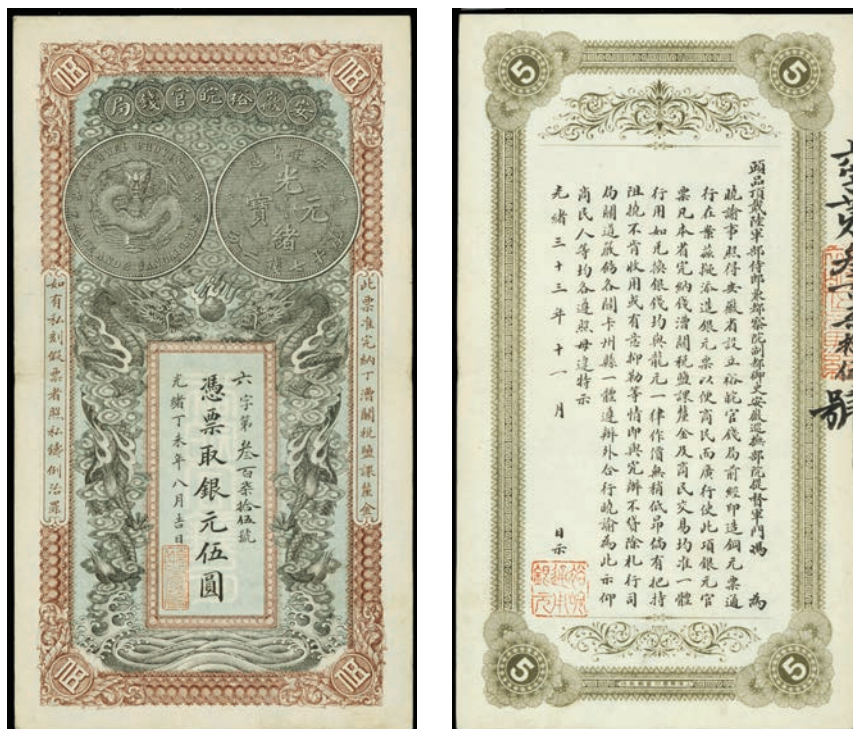 安徽裕皖官錢局
光緒元寶
此票准完納丁漕關稅鹽課釐金
如有私刻假票者照私鑄例治罪
六字第叁百柒拾伍號
憑票取銀元伍圓
光緒丁未年八月吉日
伍
伍
伍
伍
5
5
頭品頂戴陸軍部侍郎兼都察院副都御史安徽巡撫部院提督軍門馮 為
曉諭事照得安徽省設立裕皖官錢局前經印造銅元票通
行在案茲擬添造銀元票以便商民而廣行使此項銀元官
票凡本省完納錢漕關稅鹽課釐金及商民交易均准一體
行用如兌換銀錢均與龍元一律作價無稍低昂倘有把持
阻撓不肯收用或有意抑勒等情即與究辦不貸除札行司
局關道嚴飭各關卡州縣一體遵辦外合行曉諭為此示仰
商民人等均各遵照毋違特示
光緒三十三年十一月 日示
5
5